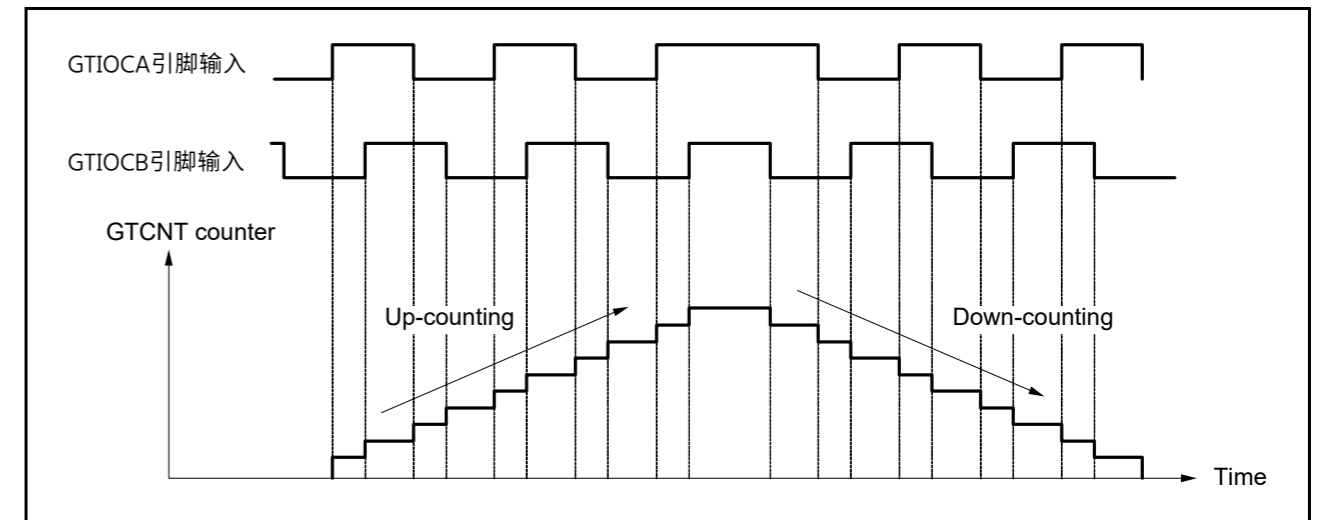 GTIOCA引脚输入
GTIOCB引脚输入
GTCNT counter
Up-counting
Down-counting
Time